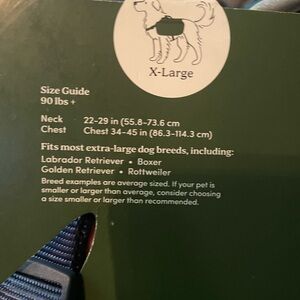 X-Large
Size Guide
90 lbs +
Neck 22-29 in (55.8-73.6 cm
Chest Chest 34-45 in (86.3-114.3 cm)
Fits most extra-large dog breeds, including:
Labrador Retriever • Boxer
Golden Retriever • Rottweiler
Breed examples are average sized. If your pet is
smaller or larger than average, consider choosing
a size smaller or larger than recommended.